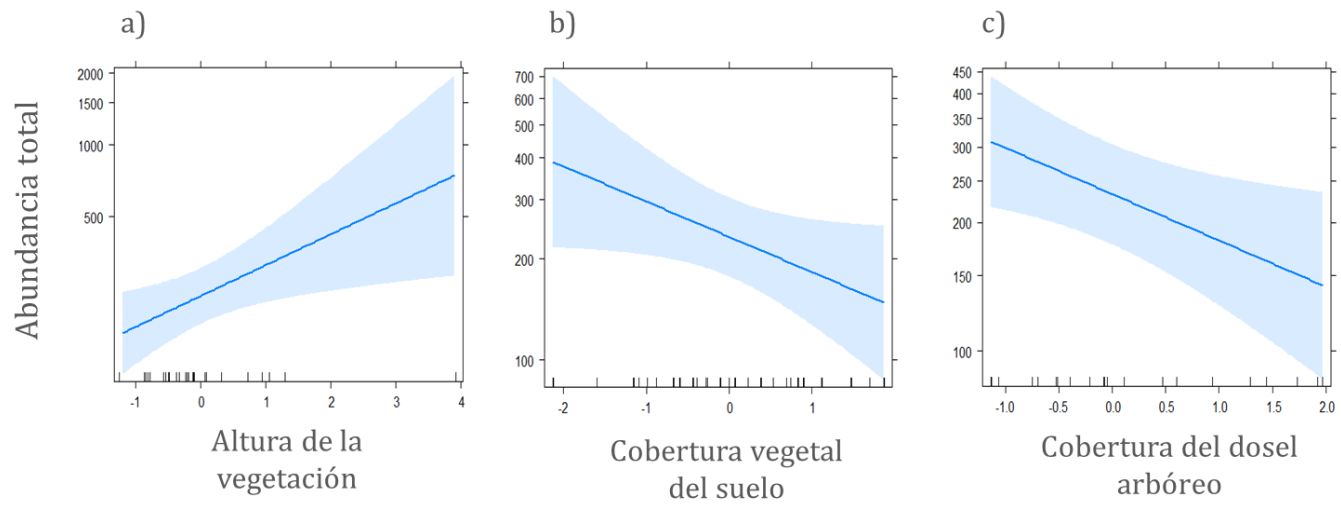 a)
b)
c)
Abundancia total
2000
1500
1000
500
-1 0 1 2 3 4
Altura de la
vegetación
700
600
500
400
300
200
100
-2 -1 0 1
Cobertura vegetal
del suelo
450
400
350
300
250
200
150
100
-1.0 -0.5 0.0 0.5 1.0 1.5 2.0
Cobertura del dosel
arbóreo